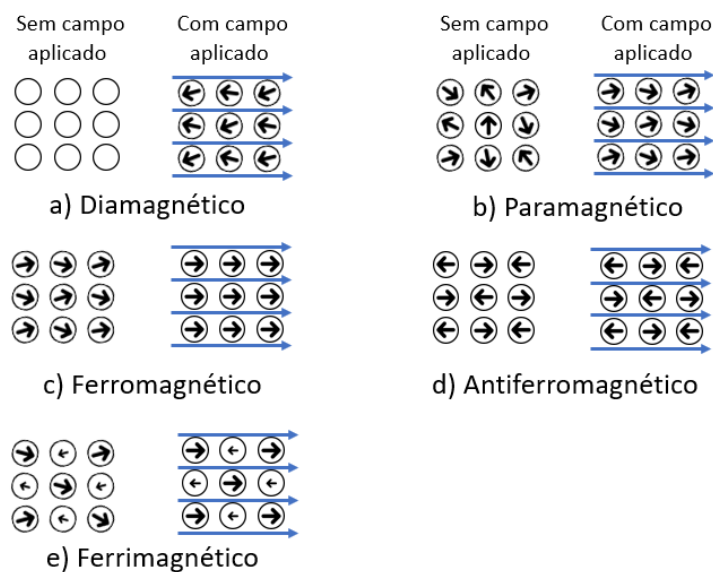 Sem campo
aplicado
Com campo
aplicado
Sem campo
aplicado
Com campo
aplicado
a) Diamagnético
b) Paramagnético
c) Ferromagnético
d) Antiferromagnético
e) Ferrimagnético